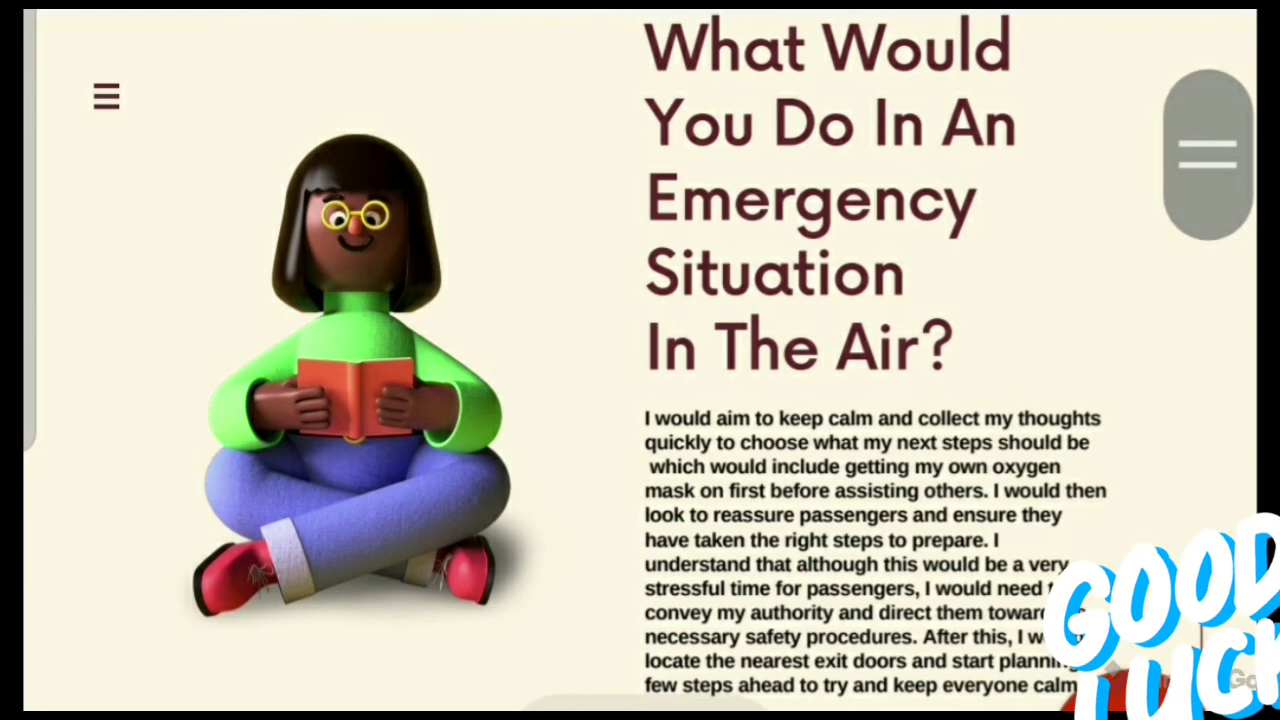 What Would
You Do In An
Emergency
Situation
In The Air?
I would aim to keep calm and collect my thoughts
quickly to choose what my next steps should be
which would include getting my own oxygen
mask on first before assisting others. I would then
look to reassure passengers and ensure they
have taken the right steps to prepare. I
understand that although this would be a very
stressful time for passengers, I would need
convey my authority and direct them
necessary safety procedures. After this, I
locate the nearest exit doors and start
few steps ahead to try and keep everyone calm
GOOD
LUCK